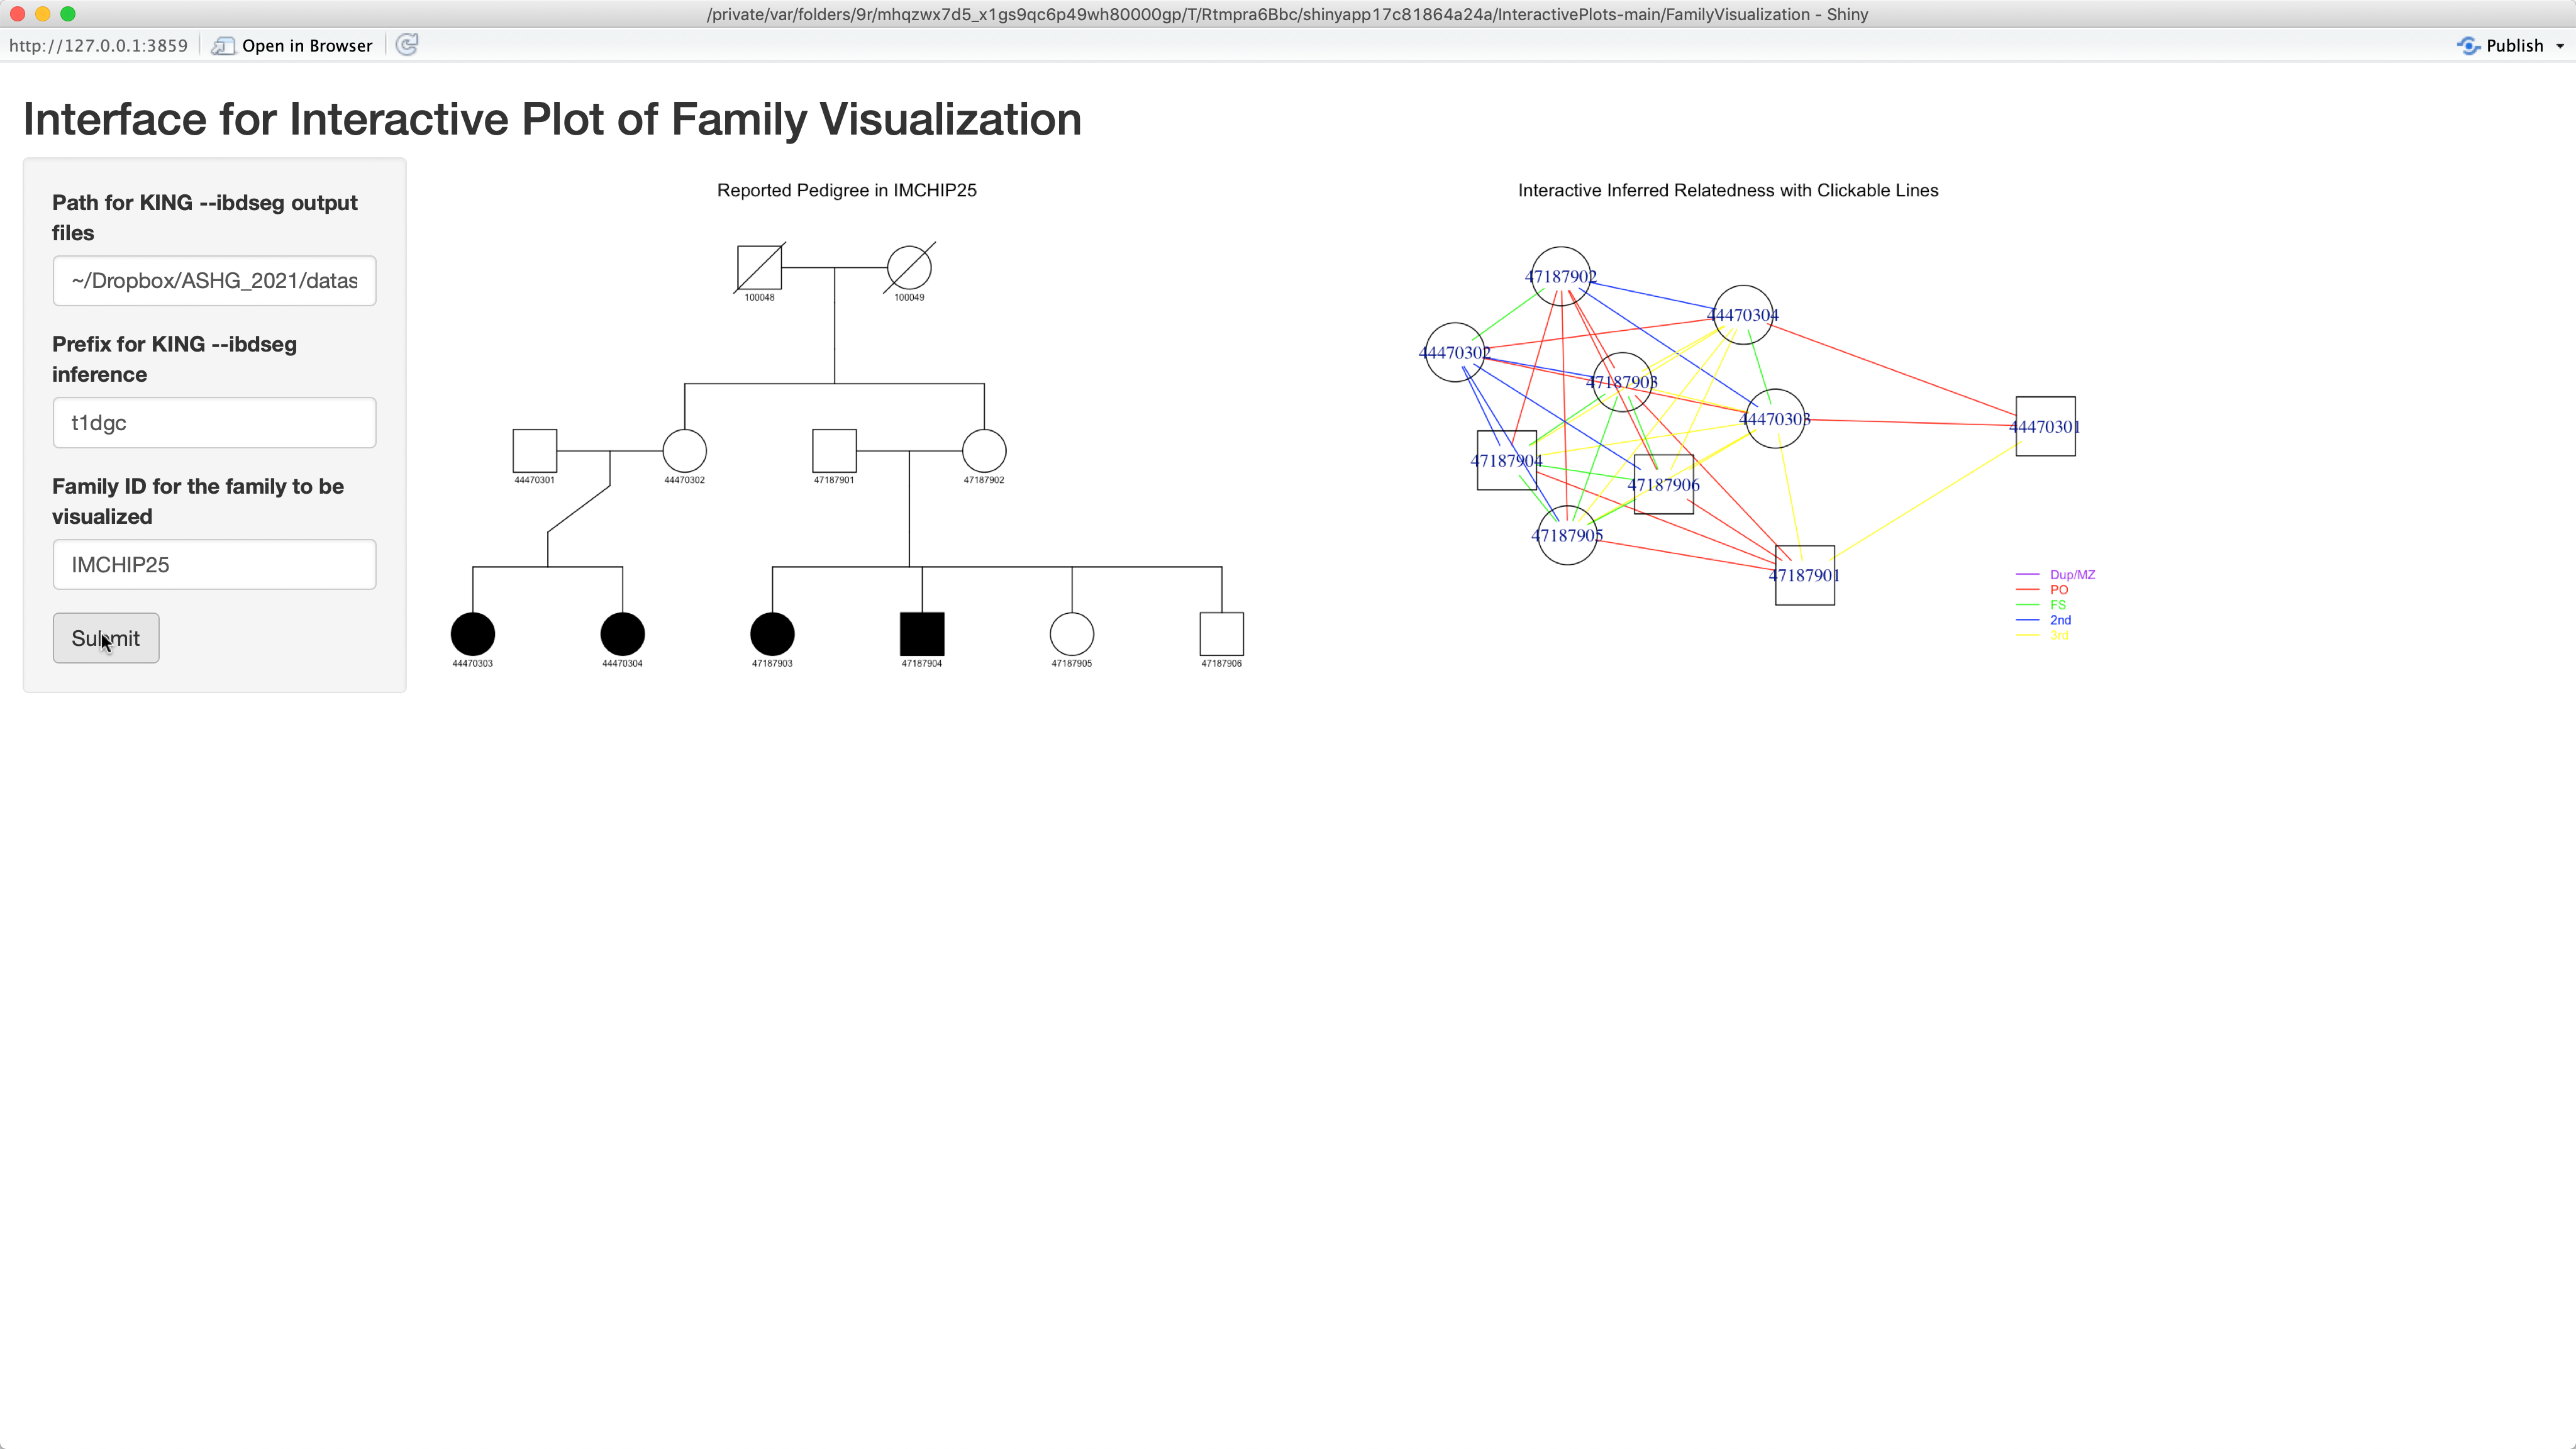 /private/var/folders/9r/mhqzwx7d5_x1gs9qc6p49wh80000gp/T/Rtmpra6Bbc/shinyapp17c81864a24a/InteractivePlots-main/FamilyVisualization - Shiny
http://127.0.0.1:3859 Open in Browser Publish
Interface for Interactive Plot of Family Visualization
Path for KING --ibdseg output
files
~/Dropbox/ASHG_2021/datas
Prefix for KING --ibdseg
inference
t1dgc
Family ID for the family to be
visualized
IMCHIP25
Submit
Reported Pedigree in IMCHIP25
100048 100049
44470301 44470302 47187901 47187902
44470303 44470304 47187903 47187904 47187905 47187906
Interactive Inferred Relatedness with Clickable Lines
47187902
44470304
44470302
47187903
44470303
44470301
47187904
47187906
47187905
47187901
Dup/MZ
PO
FS
2nd
3rd